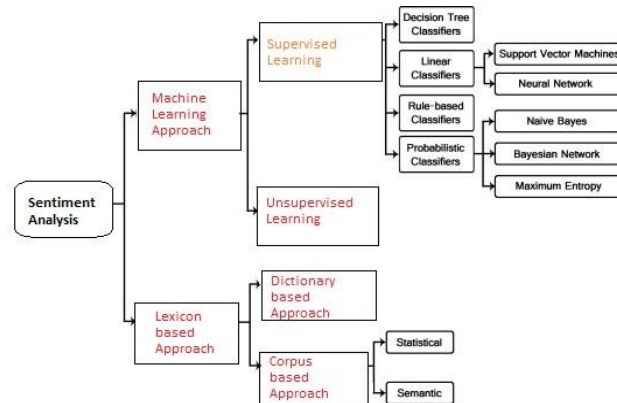 Decision Tree
Classifiers
Supervised
Learning
Linear
Classifiers
Support Vector Machines
Neural Network
Machine
Learning
Approach
Rule-based
Classifiers
Naive Bayes
Probabilistic
Classifiers
Bayesian Network
Maximum Entropy
Sentiment
Analysis
Unsupervised
Learning
Dictionary
based
Approach
Lexicon
based
Approach
Statistical
Corpus
based
Approach
Semantic